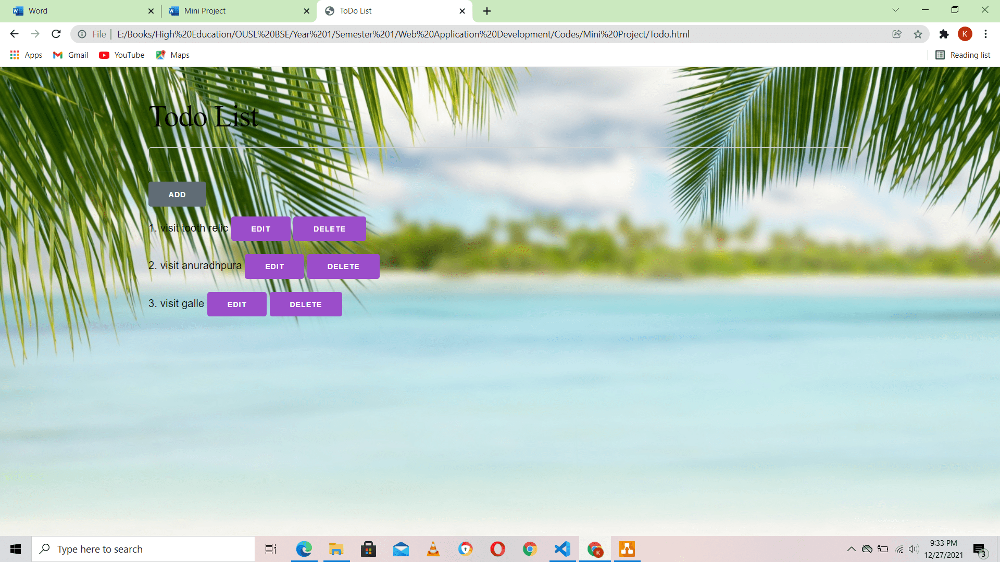 Word
Mini Project
ToDo List
File
E:/Books/High%20Education/OUSL%20BSE/Year%201/Semester%201/Web%20Application%20Development/Codes/Mini%20Project/Todo.html
K
Apps
Gmail
YouTube
Maps
Reading list
Todo List
ADD
1. visit tooth relic EDIT DELETE
2. visit anuradhpura EDIT DELETE
3. visit galle EDIT DELETE
Type here to search
K
9:33 PM
12/27/2021
3